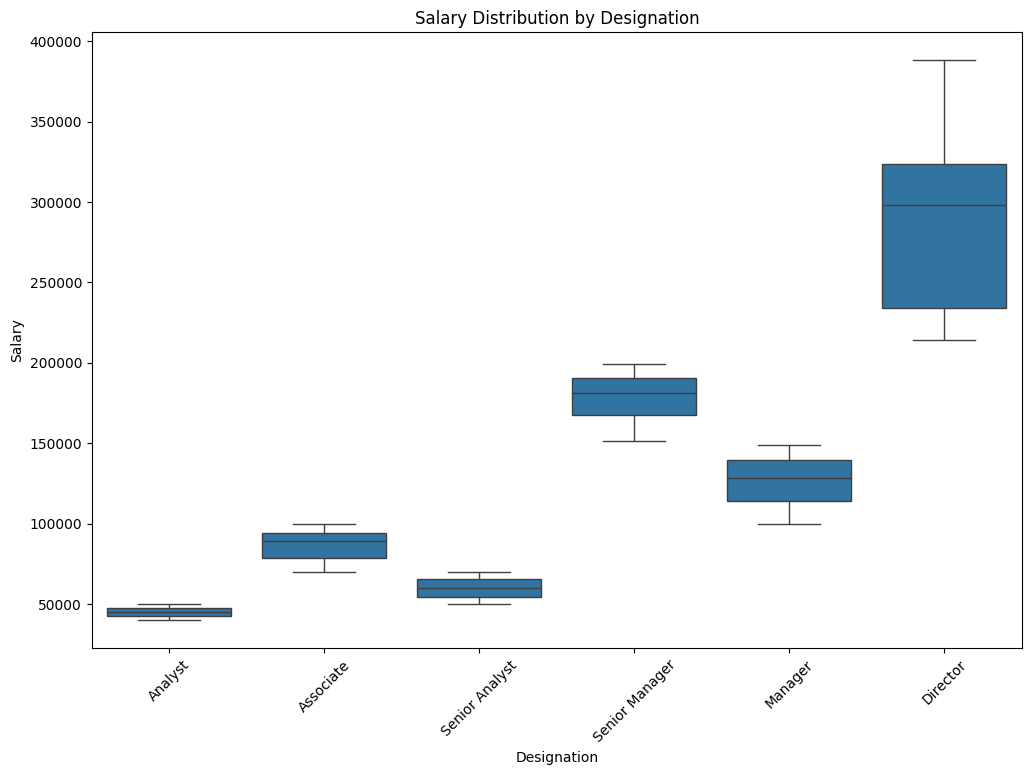 Salary Distribution by Designation
400000
350000
300000
250000
200000
150000
100000
50000
Salary
Analyst
Associate
Senior Analyst
Senior Manager
Manager
Director
Designation